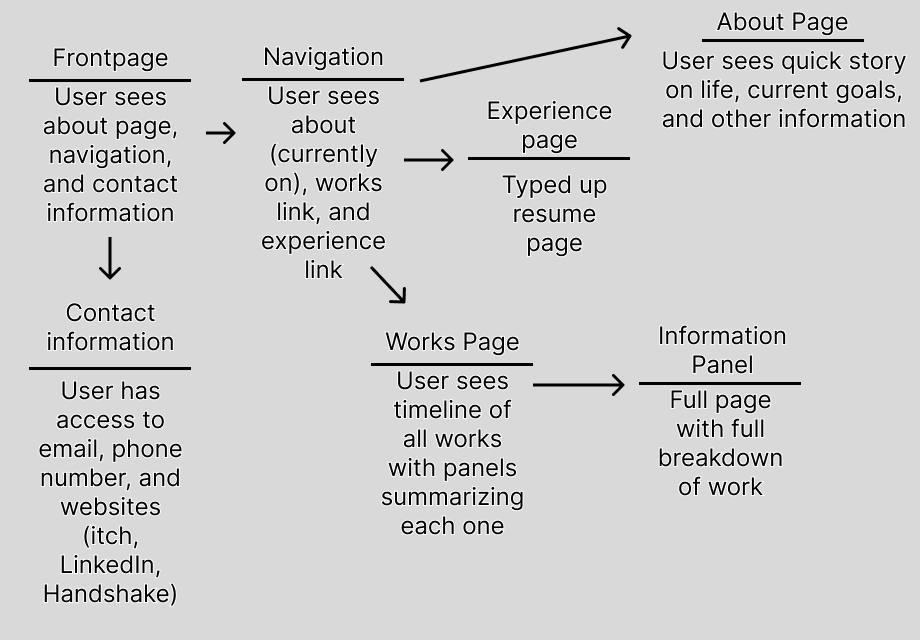 Frontpage
User sees
about page,
navigation,
and contact
information
Contact
information
User has
access to
email, phone
number, and
websites
(itch,
LinkedIn,
Handshake)
Navigation
User sees
about
(currently
on), works
link, and
experience
link
About Page
User sees quick story
on life, current goals,
and other information
Experience
page
Typed up
resume
page
Works Page
User sees
timeline of
all works
with panels
summarizing
each one
Information
Panel
Full page
with full
breakdown
of work